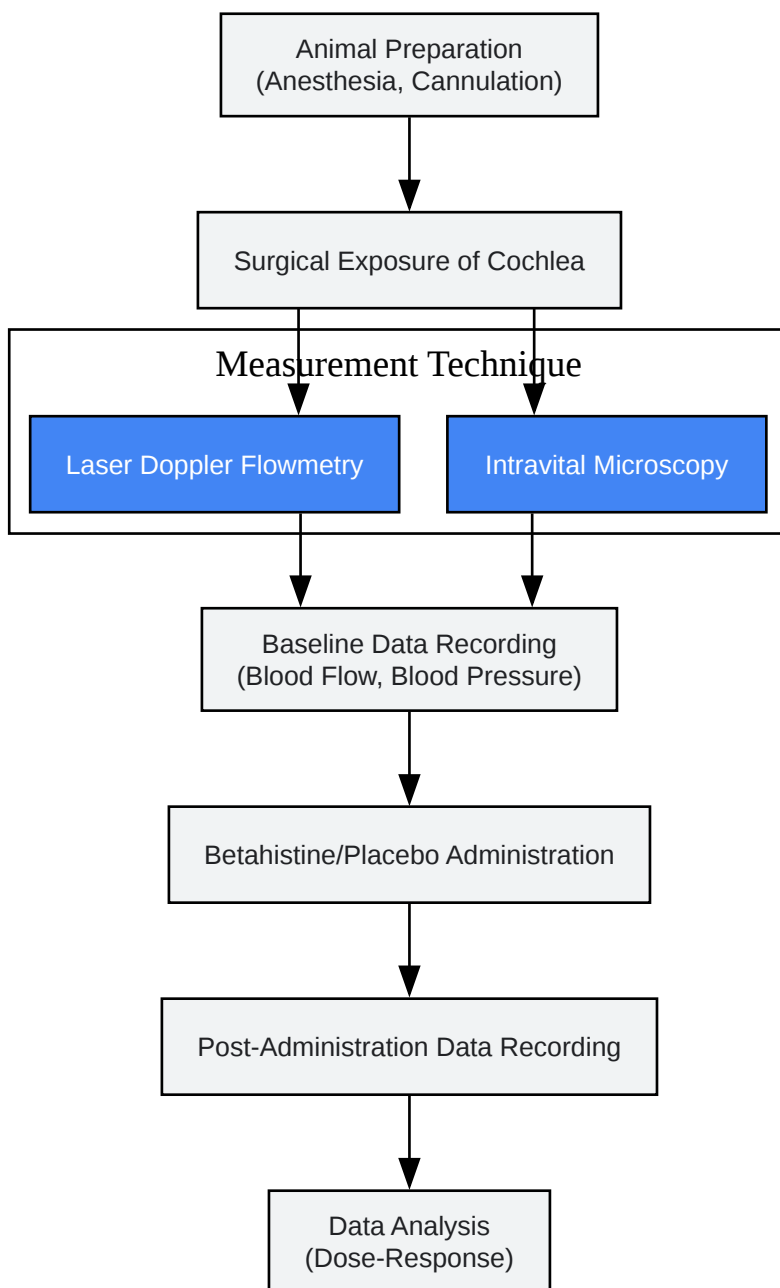 Animal Preparation
(Anesthesia, Cannulation)
Surgical Exposure of Cochlea
Measurement Technique
Laser Doppler Flowmetry
Intravital Microscopy
Baseline Data Recording
(Blood Flow, Blood Pressure)
Betahistine/Placebo Administration
Post-Administration Data Recording
Data Analysis
(Dose-Response)